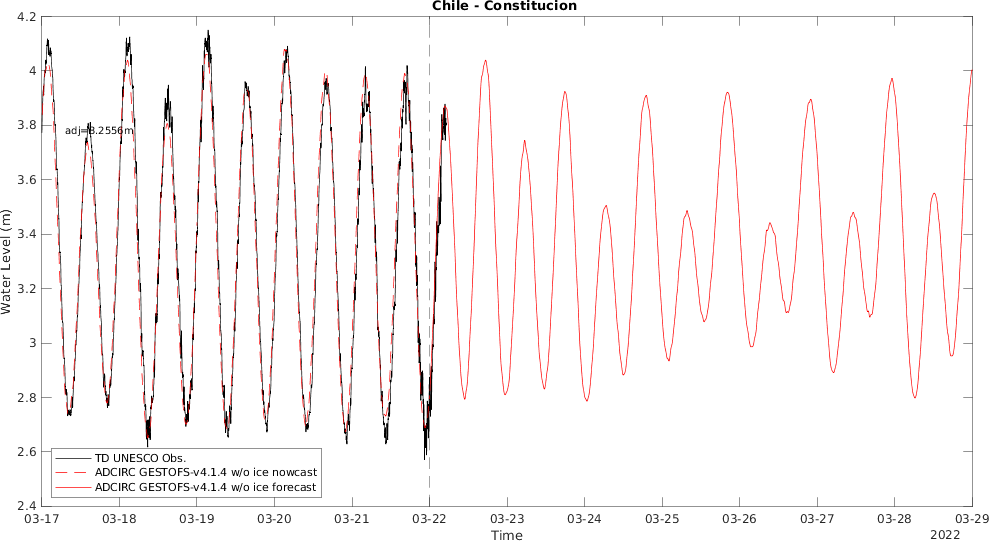 Chile - Constitucion
4.2
4
3.8
3.6
3.4
3.2
3
2.8
2.6
2.4
Water Level (m)
adj=3.2556m
TD UNESCO Obs.
ADCIRC GESTOFS-v4.1.4 w/o ice nowcast
ADCIRC GESTOFS-v4.1.4 w/o ice forecast
03-17 03-18 03-19 03-20 03-21 03-22 03-23 03-24 03-25 03-26 03-27 03-28 03-29
Time
2022